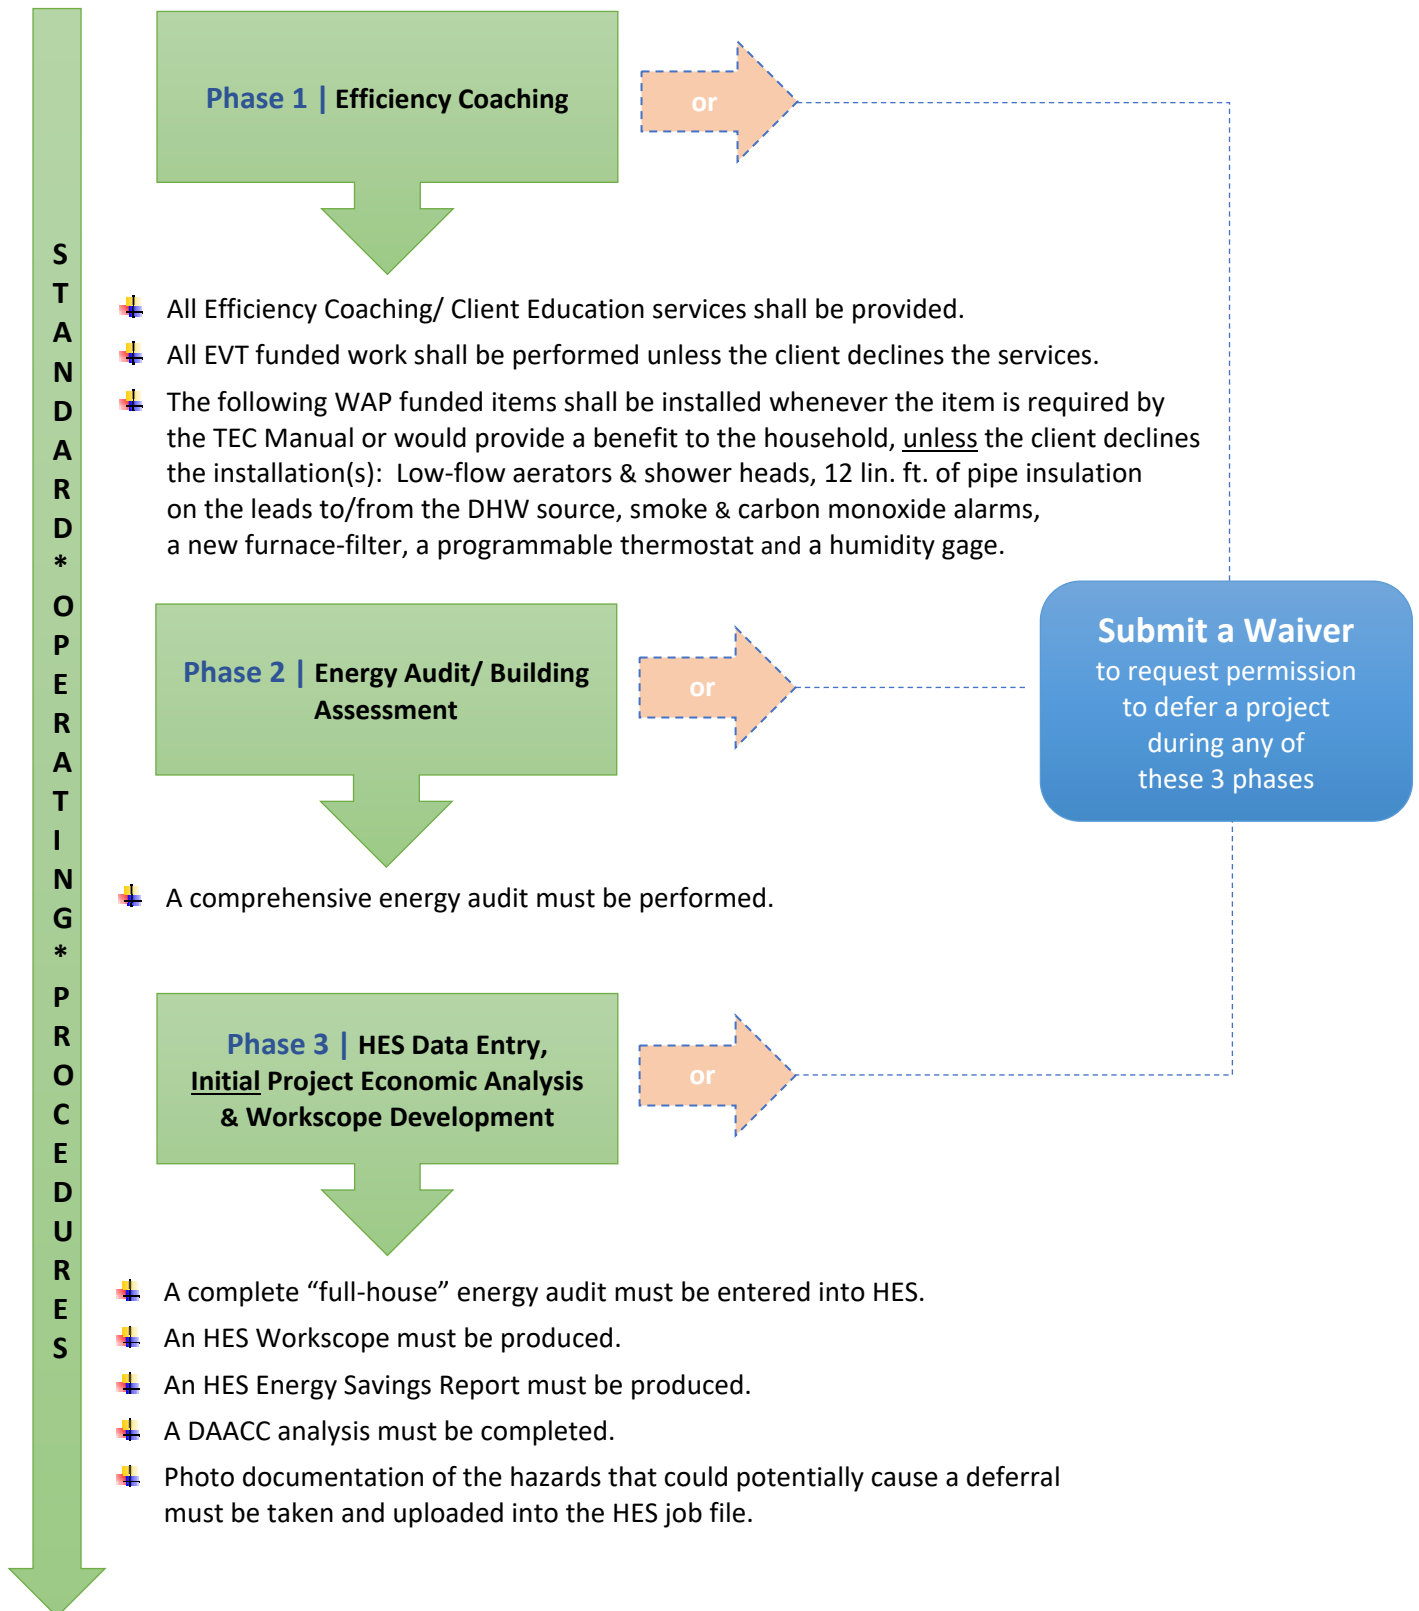 STANDARD*OPERATING*PROCEDURES
Phase 1 | Efficiency Coaching
or
All Efficiency Coaching/ Client Education services shall be provided.
All EVT funded work shall be performed unless the client declines the services.
The following WAP funded items shall be installed whenever the item is required by
the TEC Manual or would provide a benefit to the household, unless the client declines
the installation(s):  Low-flow aerators & shower heads, 12 lin. ft. of pipe insulation
on the leads to/from the DHW source, smoke & carbon monoxide alarms,
a new furnace-filter, a programmable thermostat and a humidity gage.
Phase 2 | Energy Audit/ Building
Assessment
or
Submit a Waiver
to request permission
to defer a project
during any of
these 3 phases
A comprehensive energy audit must be performed.
Phase 3 | HES Data Entry,
Initial Project Economic Analysis
& Workscope Development
or
A complete “full-house” energy audit must be entered into HES.
An HES Workscope must be produced.
An HES Energy Savings Report must be produced.
A DAACC analysis must be completed.
Photo documentation of the hazards that could potentially cause a deferral
must be taken and uploaded into the HES job file.